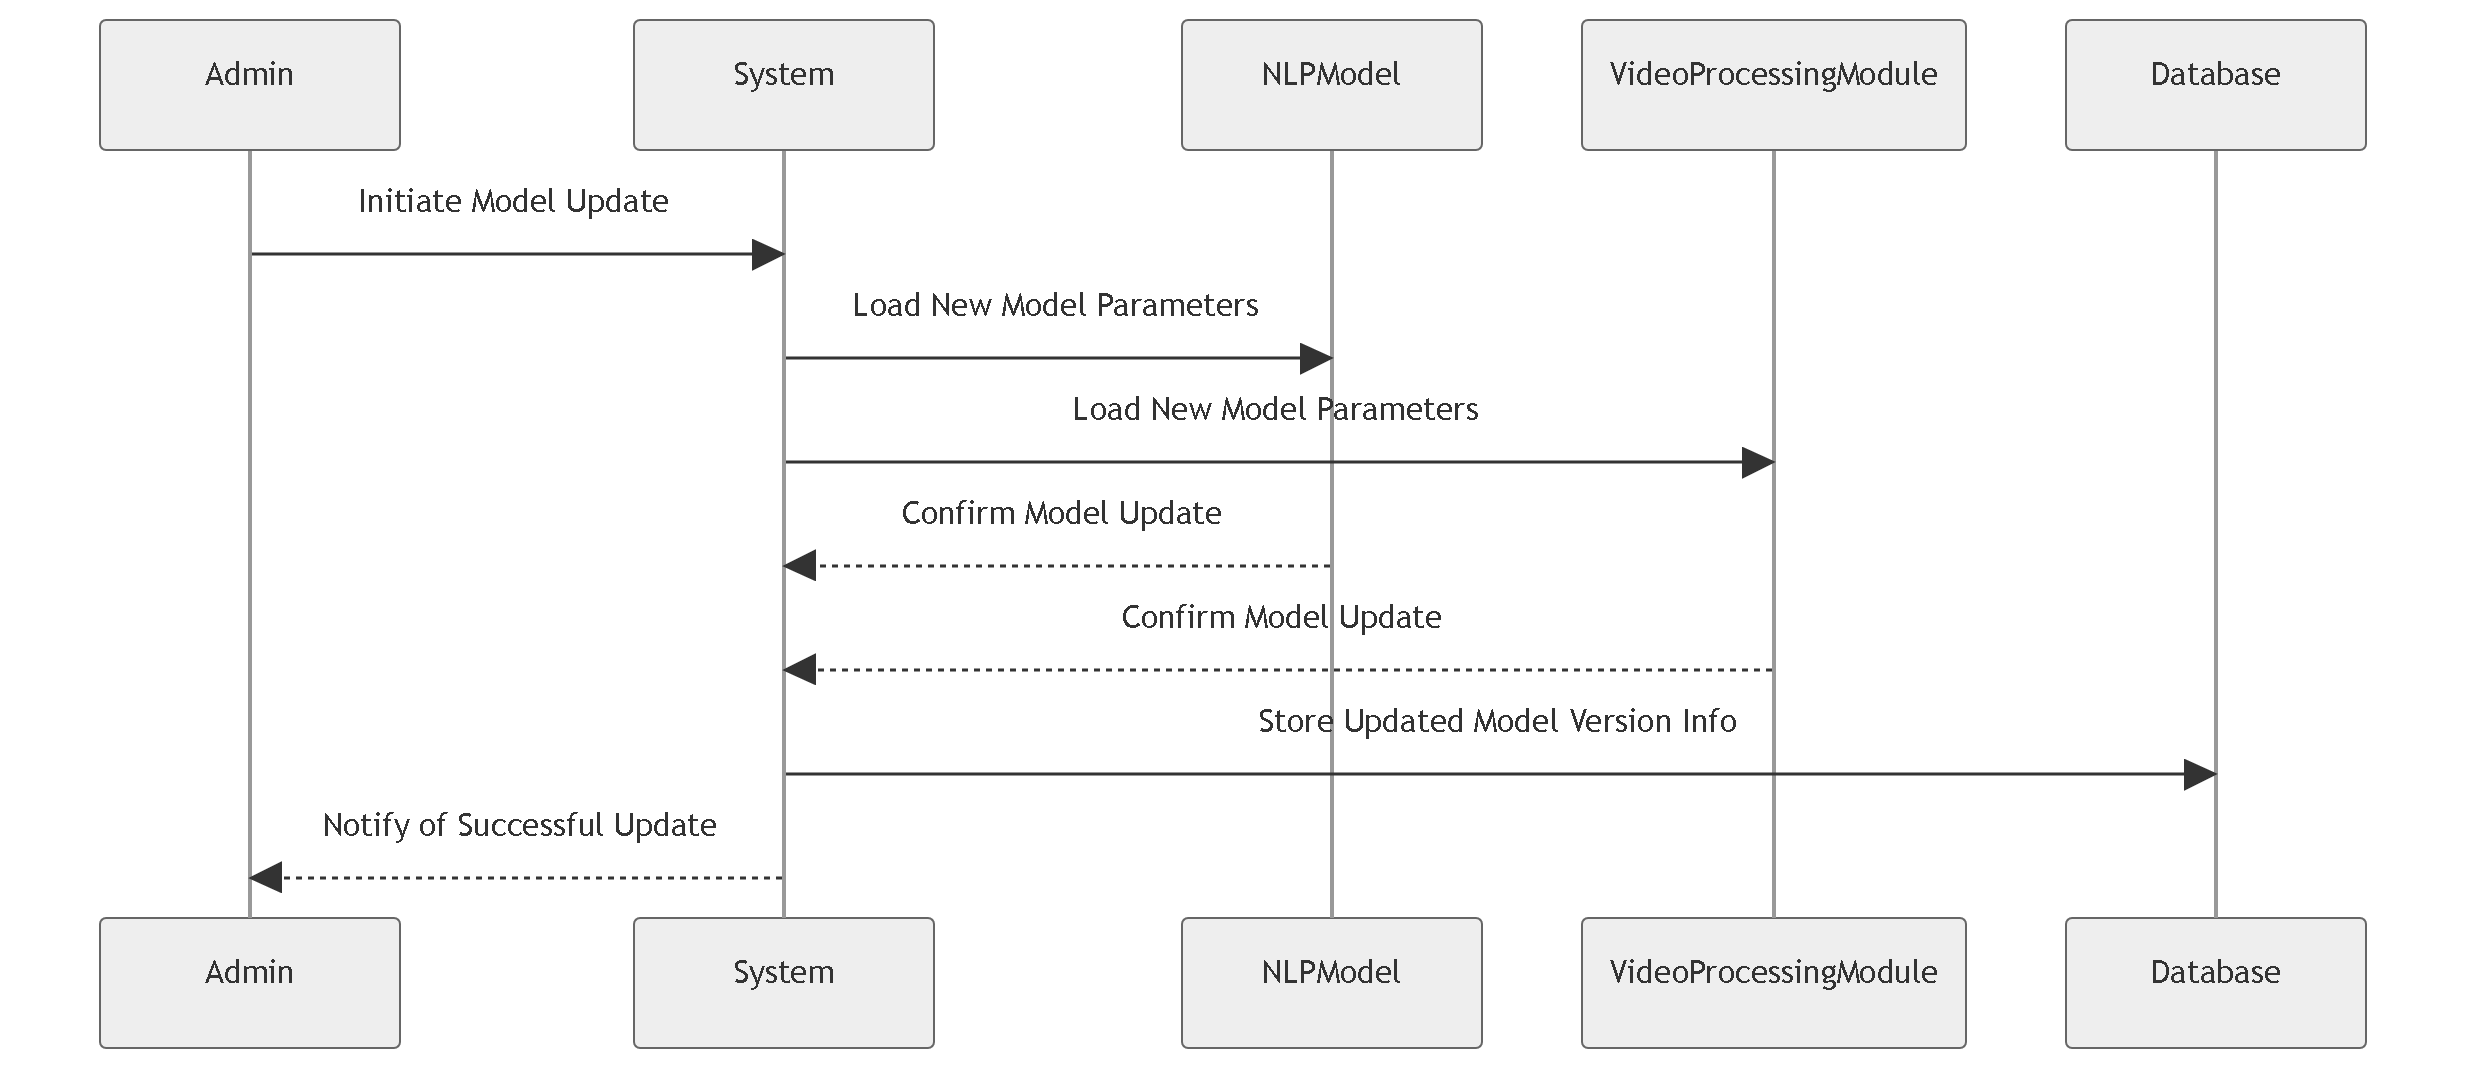 Admin
System
NLPModel
VideoProcessingModule
Database
Initiate Model Update
Load New Model Parameters
Load New Model Parameters
Confirm Model Update
Confirm Model Update
Store Updated Model Version Info
Notify of Successful Update
Admin
System
NLPModel
VideoProcessingModule
Database